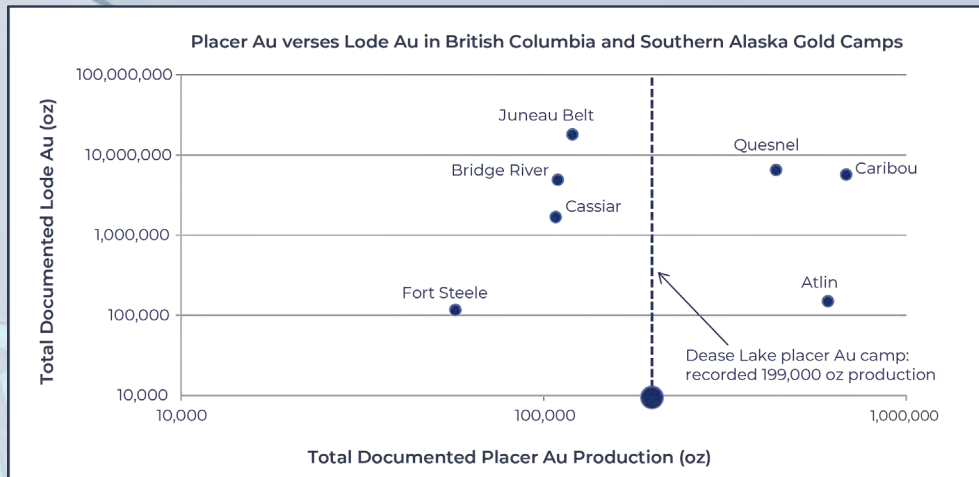 Placer Au verses Lode Au in British Columbia and Southern Alaska Gold Camps
Total Documented Lode Au (oz)
100,000,000
10,000,000
1,000,000
100,000
10,000
Juneau Belt
Quesnel
Bridge River
Caribou
Cassiar
Fort Steele
Atlin
Dease Lake placer Au camp:
recorded 199,000 oz production
10,000
100,000
1,000,000
Total Documented Placer Au Production (oz)